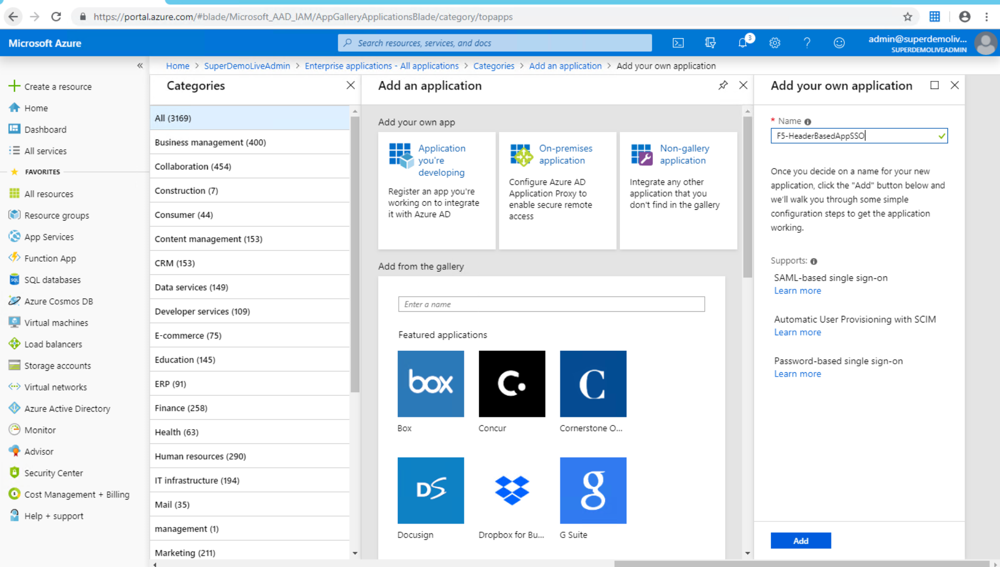 https://portal.azure.com/#blade/Microsoft_AAD_IAM/AppGalleryApplicationsBlade/category/topapps
Microsoft Azure
Search resources, services, and docs
3
admin@superdemoliv...
SUPERDEMOLIVEADMIN
«
Home > SuperDemoLiveAdmin > Enterprise applications - All applications > Categories > Add an application > Add your own application
Create a resource
Home
Dashboard
All services
FAVORITES
All resources
Resource groups
App Services
Function App
SQL databases
Azure Cosmos DB
Virtual machines
Load balancers
Storage accounts
Virtual networks
Azure Active Directory
Monitor
Advisor
Security Center
Cost Management + Billing
Help + support
Categories
All (3169)
Business management (400)
Collaboration (454)
Construction (7)
Consumer (44)
Content management (153)
CRM (153)
Data services (149)
Developer services (109)
E-commerce (75)
Education (145)
ERP (91)
Finance (258)
Health (63)
Human resources (290)
IT infrastructure (194)
Mail (35)
management (1)
Marketing (211)
Add an application
Add your own app
Application
you're
developing
Register an app you're
working on to integrate
it with Azure AD
On-premises
application
Configure Azure AD
Application Proxy to
enable secure remote
access
Non-gallery
application
Integrate any other
application that you
don't find in the gallery
Add from the gallery
Enter a name
Featured applications
box
Box
C.
Concur
C
Cornerstone O...
DS
Docusign
Dropbox for Bu...
g
G Suite
Add your own application
* Name
F5-HeaderBasedAppSSO
Once you decide on a name for your new
application, click the "Add" button below and
we'll walk you through some simple
configuration steps to get the application
working.
Supports:
SAML-based single sign-on
Learn more
Automatic User Provisioning with SCIM
Learn more
Password-based single sign-on
Learn more
Add